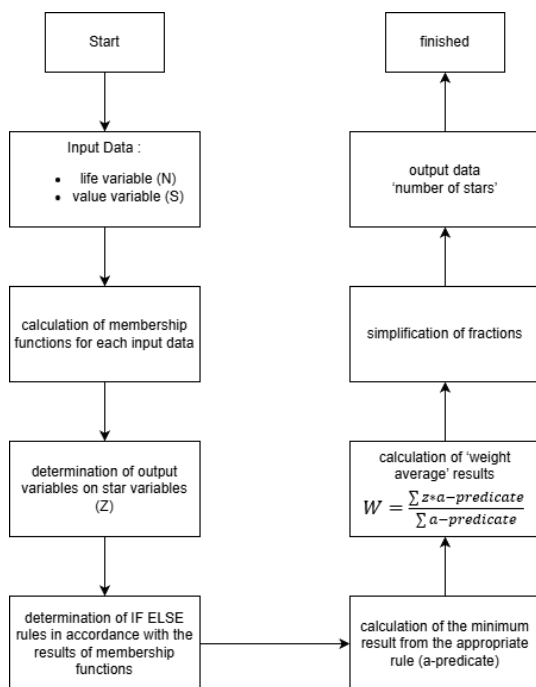 Start
Input Data :
• life variable (N)
• value variable (S)
calculation of membership
functions for each input data
determination of output
variables on star variables
(Z)
determination of IF ELSE
rules in accordance with the
results of membership
functions
calculation of the minimum
result from the appropriate
rule (a-predicate)
calculation of 'weight
average' results
W = ∑ z*a−predicate / ∑ a−predicate
simplification of fractions
output data
'number of stars'
finished